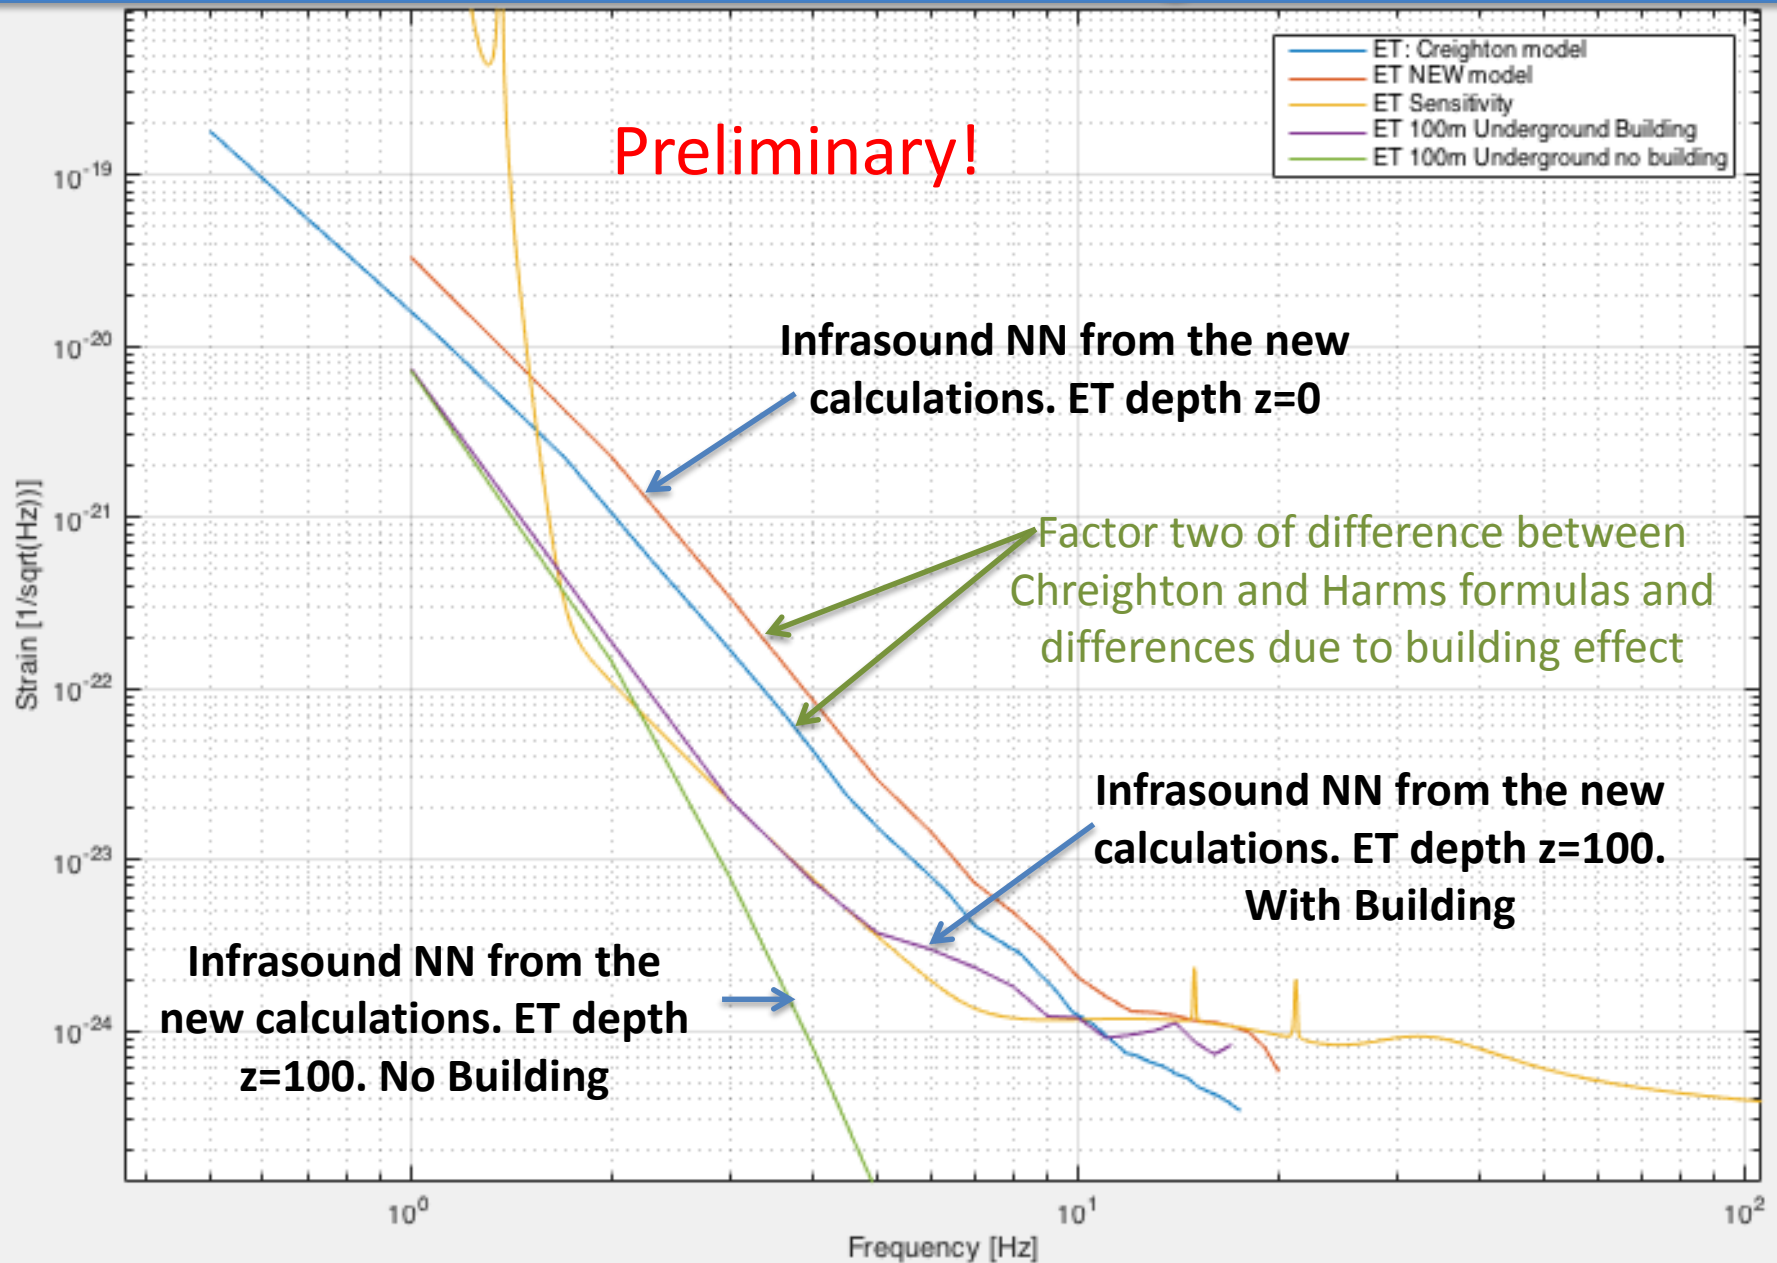 ET: Creighton model
ET NEW model
ET Sensitivity
ET 100m Underground Building
ET 100m Underground no building
Preliminary!
10^-19
10^-20
10^-21
10^-22
10^-23
10^-24
Strain [1/sqrt(Hz))]
Infrasound NN from the new
calculations. ET depth z=0
Factor two of difference between
Chreighton and Harms formulas and
differences due to building effect
Infrasound NN from the new
calculations. ET depth z=100.
With Building
Infrasound NN from the
new calculations. ET depth
z=100. No Building
10^0
10^1
10^2
Frequency [Hz]